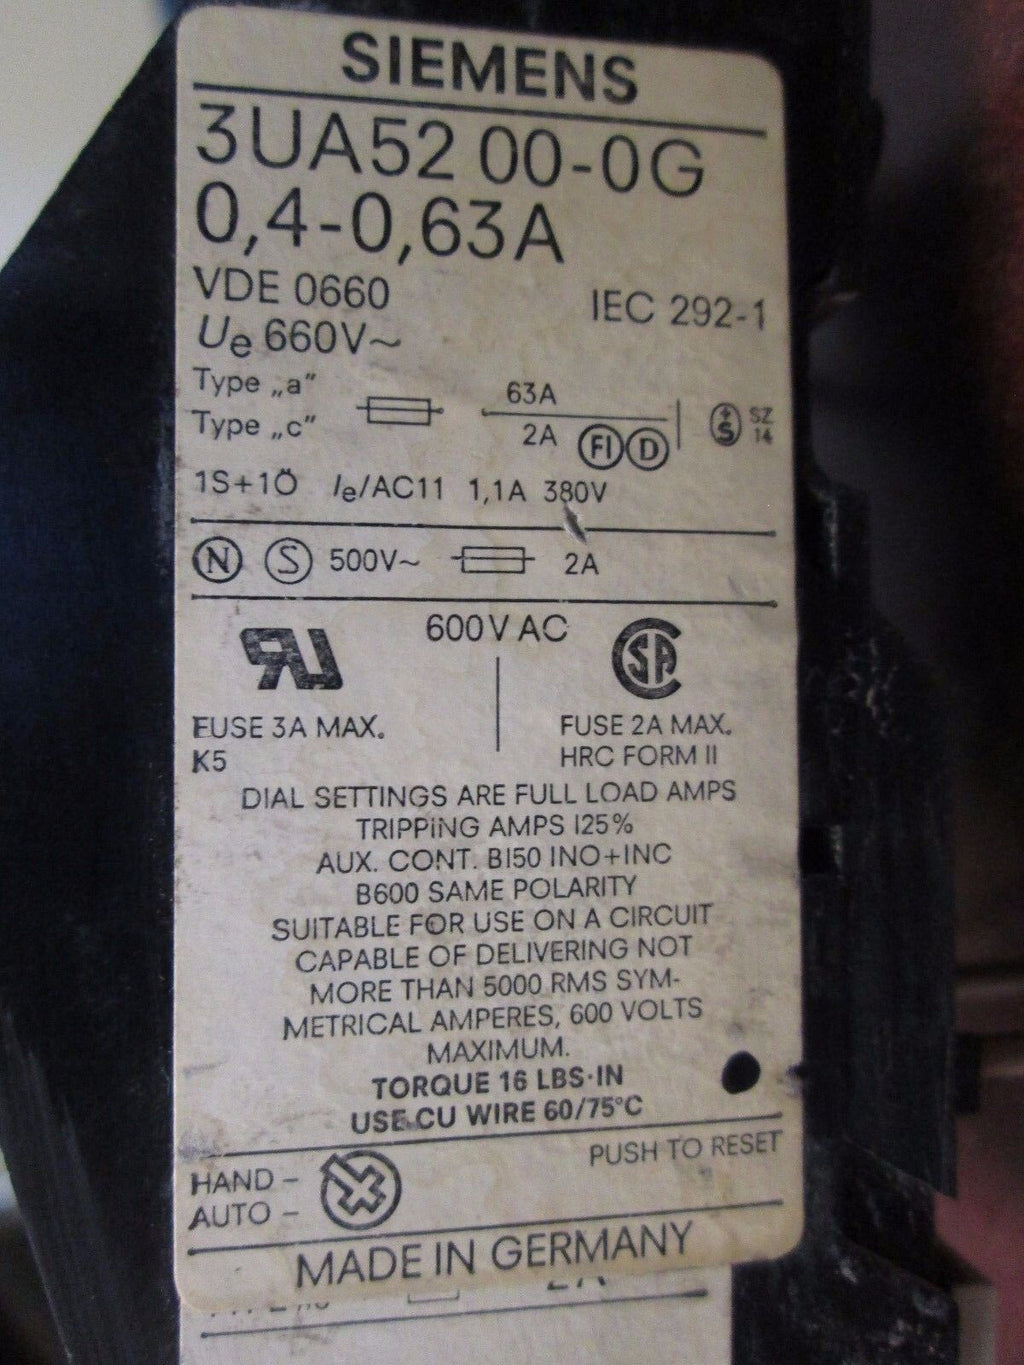 SIEMENS
3UA52 00-0G
0,4-0,63A
VDE 0660 IEC 292-1
Ue 660V~
Type „a" 63A
Type „c" 2A FI D +S SZ 14
1S+1Ö Ie/AC11 1,1A 380V
N S 500V~ 2A
600V AC
RU SA
FUSE 3A MAX. FUSE 2A MAX.
K5 HRC FORM II
DIAL SETTINGS ARE FULL LOAD AMPS
TRIPPING AMPS 125%
AUX. CONT. B150 1NO+1NC
B600 SAME POLARITY
SUITABLE FOR USE ON A CIRCUIT
CAPABLE OF DELIVERING NOT
MORE THAN 5000 RMS SYM-
METRICAL AMPERES, 600 VOLTS
MAXIMUM.
TORQUE 16 LBS·IN
USE CU WIRE 60/75°C
PUSH TO RESET
HAND –
AUTO –
MADE IN GERMANY